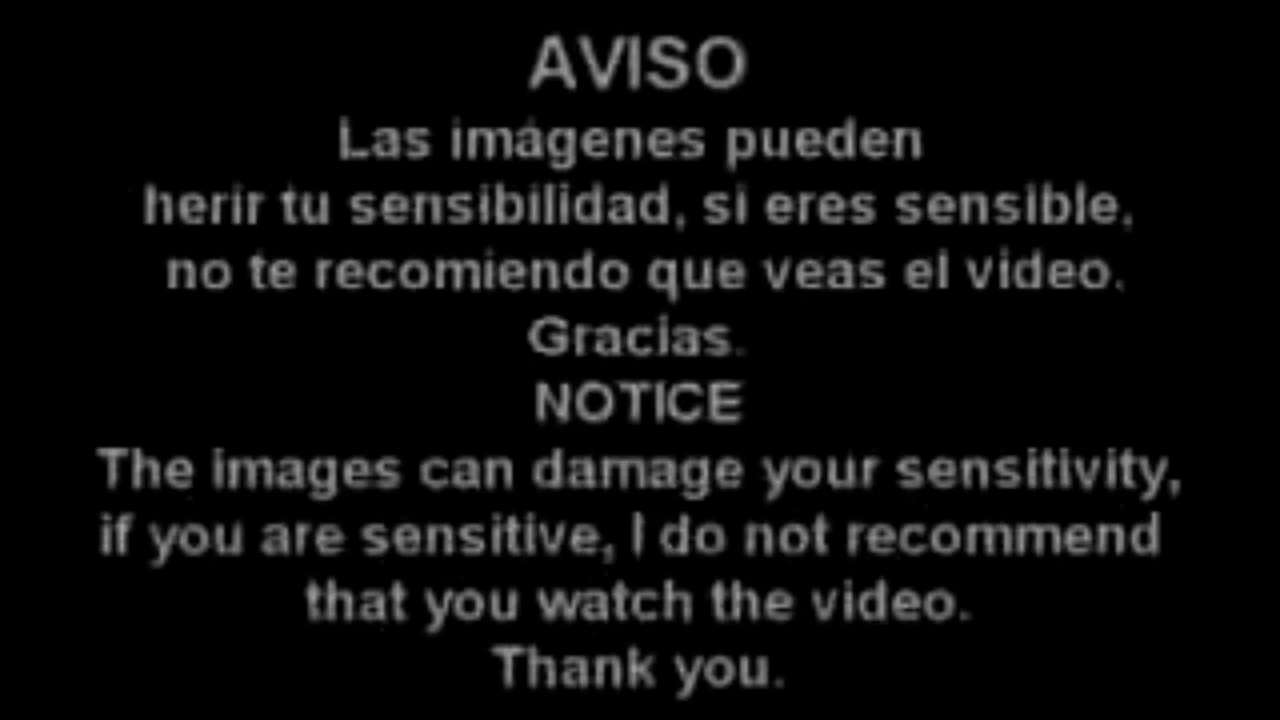 AVISO
Las imágenes pueden
herir tu sensibilidad, si eres sensible,
no te recomiendo que veas el video.
Gracias.
NOTICE
The images can damage your sensitivity,
if you are sensitive, I do not recommend
that you watch the video.
Thank you.